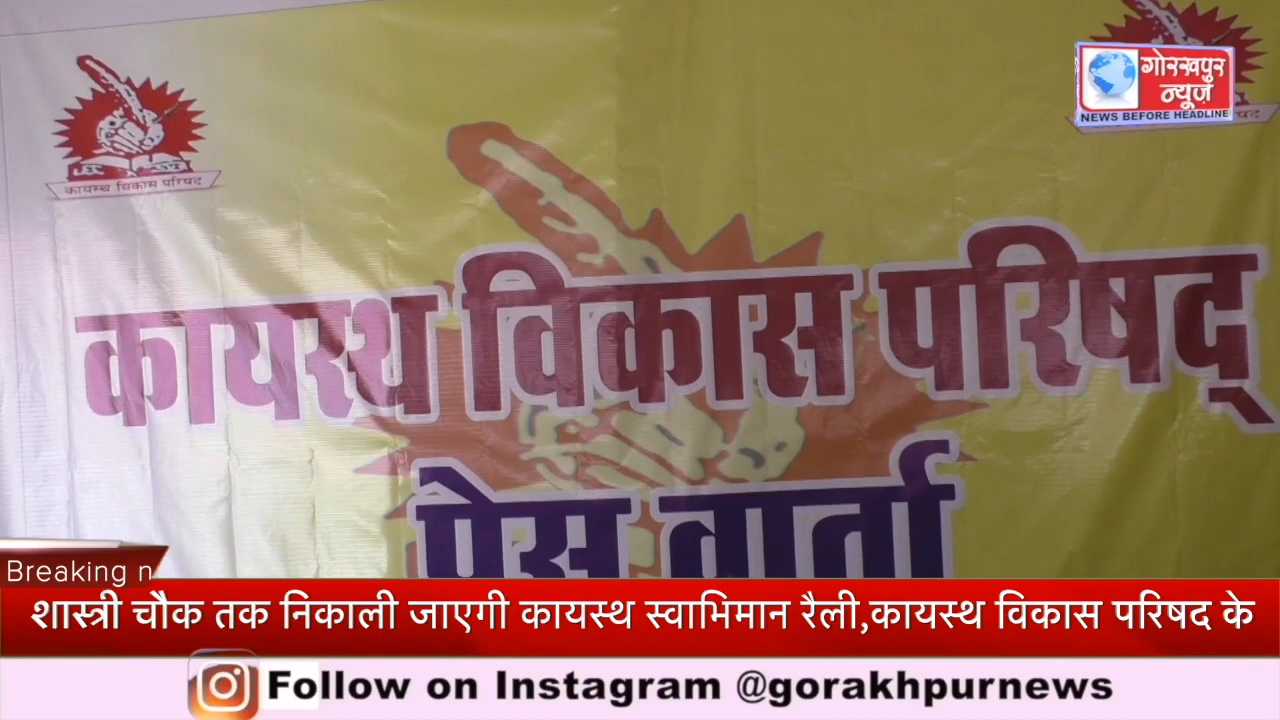 गोरखपुर
न्यूज़
NEWS BEFORE HEADLINE
कायस्थ विकास परिषद
कायस्थ विकास परिषद्
प्रेस वार्ता
Breaking n
शास्त्री चौक तक निकाली जाएगी कायस्थ स्वाभिमान रैली,कायस्थ विकास परिषद के
Follow on Instagram @gorakhpurnews